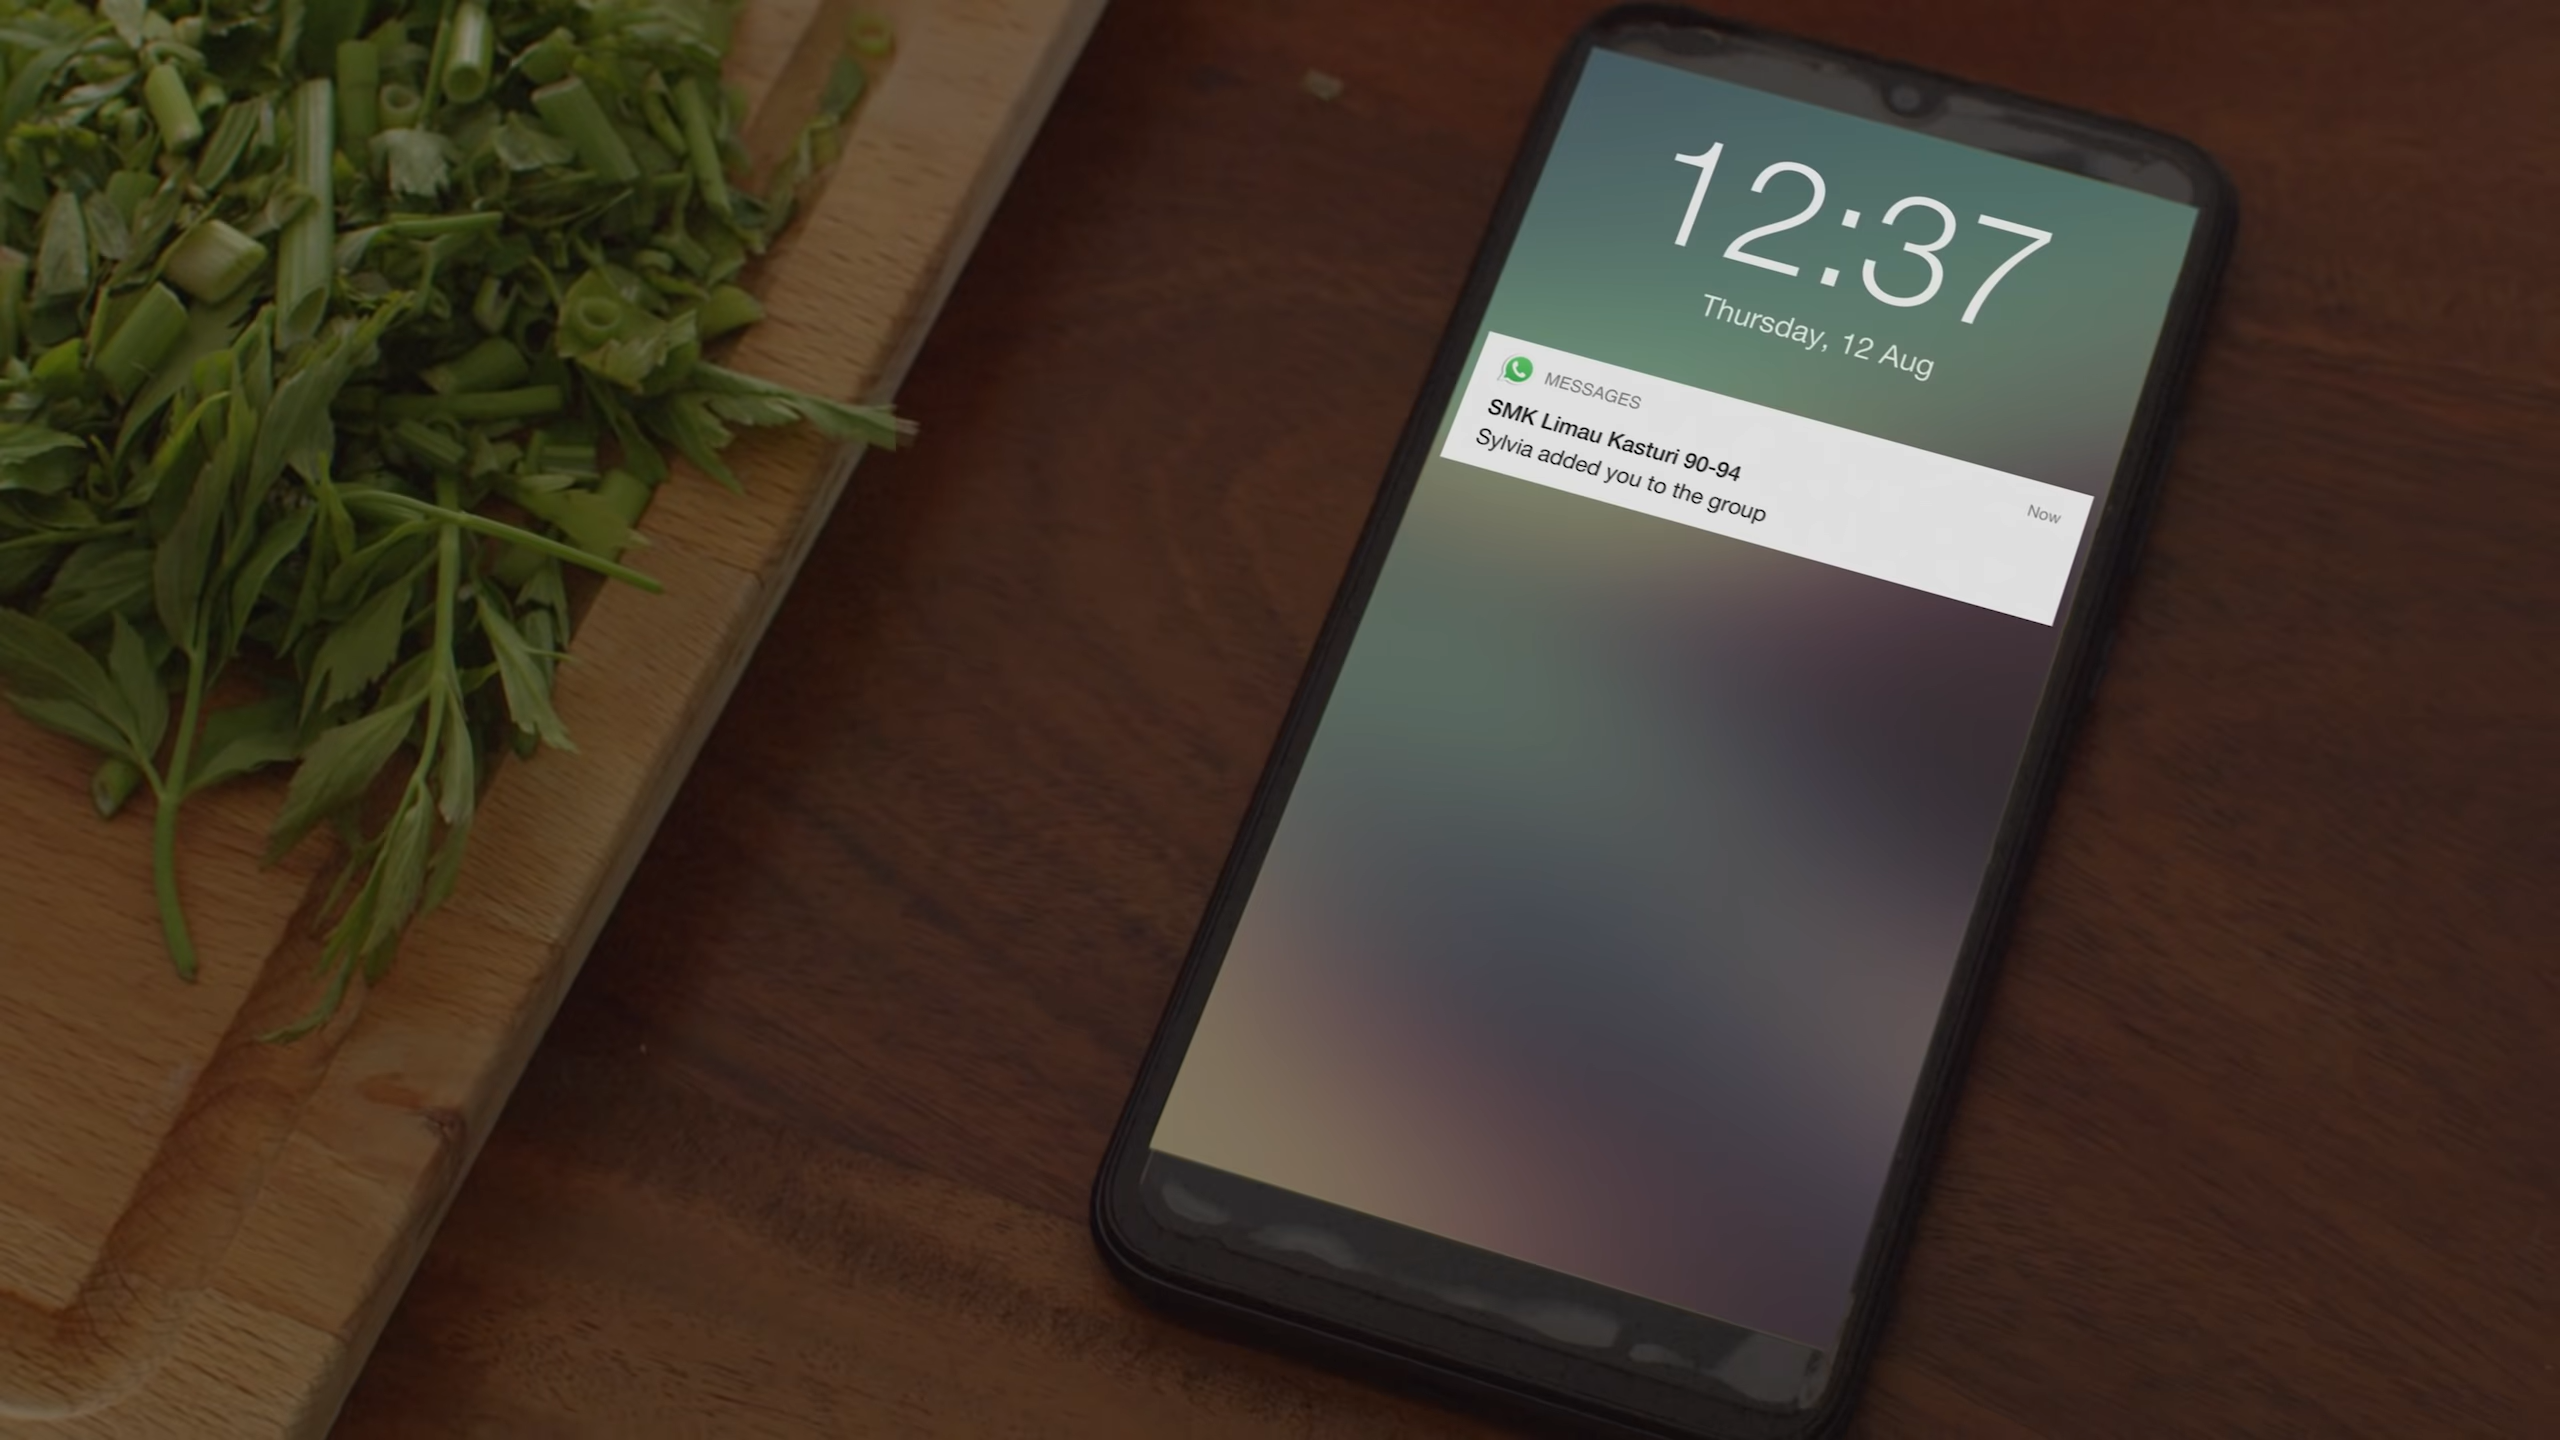 12:37
Thursday, 12 Aug
MESSAGES
SMK Limau Kasturi 90-94
Sylvia added you to the group
Now